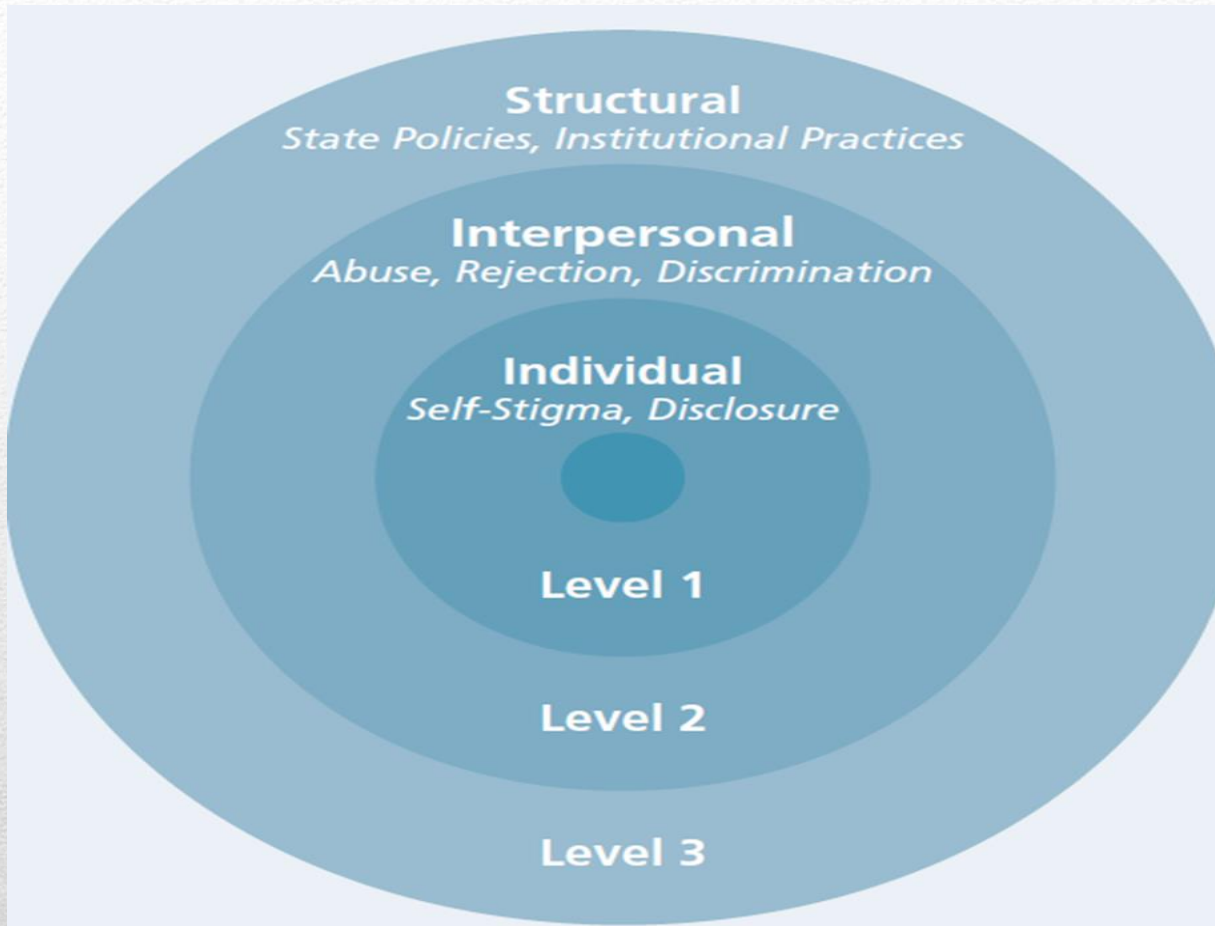 Structural
State Policies, Institutional Practices
Interpersonal
Abuse, Rejection, Discrimination
Individual
Self-Stigma, Disclosure
Level 1
Level 2
Level 3